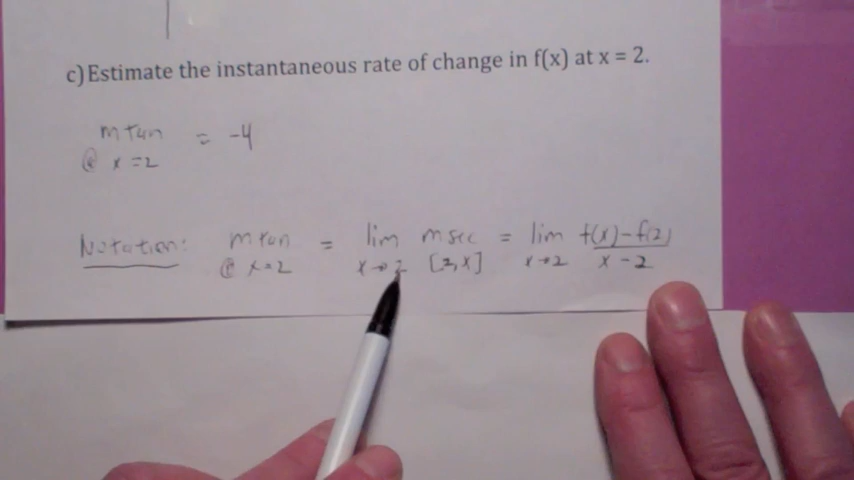 c) Estimate the instantaneous rate of change in f(x) at x = 2.
m tan = -4
@ x = 2
Notation: m tan = lim m sec = lim f(x) - f(2)
@ x = 2 x → 2 [2, x] x → 2 x - 2